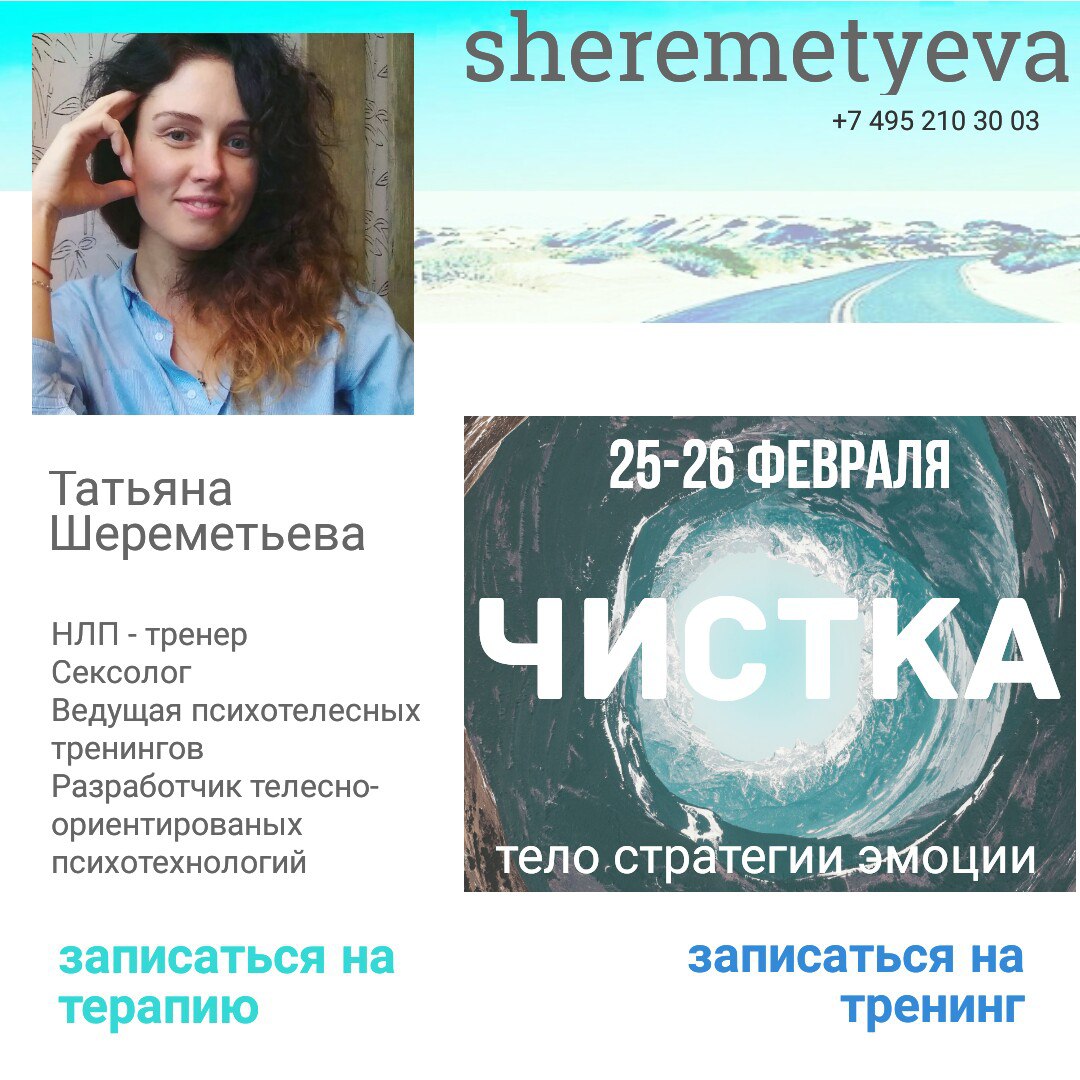 sheremetyeva
+7 495 210 30 03
Татьяна
Шереметьева
НЛП - тренер
Сексолог
Ведущая психотелесных
тренингов
Разработчик телесно-
ориентированых
психотехнологий
25-26 ФЕВРАЛЯ
ЧИСТКА
тело стратегии эмоции
записаться на
терапию
записаться на
тренинг